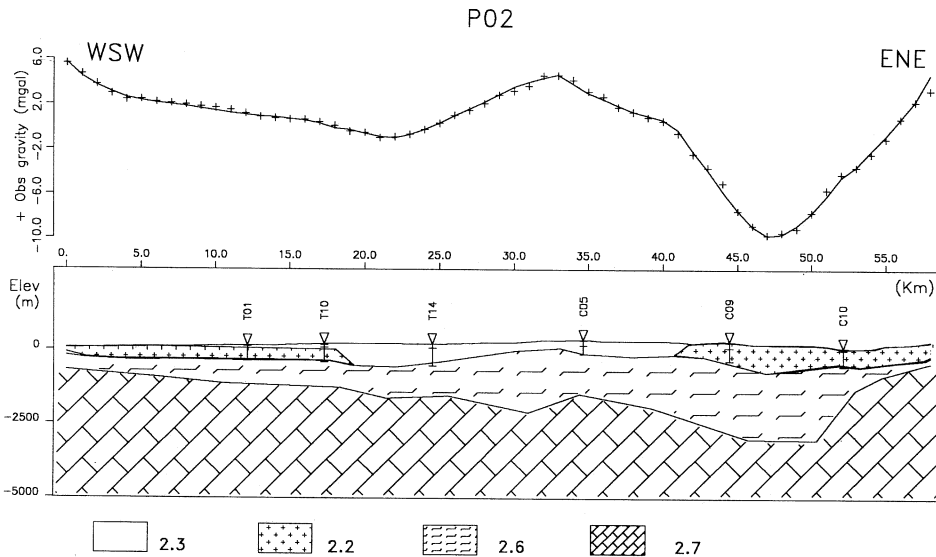 P02
WSW
ENE
+ Obs gravity (mgal)
6.0
2.0
-2.0
-6.0
-10.0
0. 5.0 10.0 15.0 20.0 25.0 30.0 35.0 40.0 45.0 50.0 55.0
Elev
(m)
(Km)
T01 T10 T14 C05 C09 C10
0
-2500
-5000
2.3 2.2 2.6 2.7